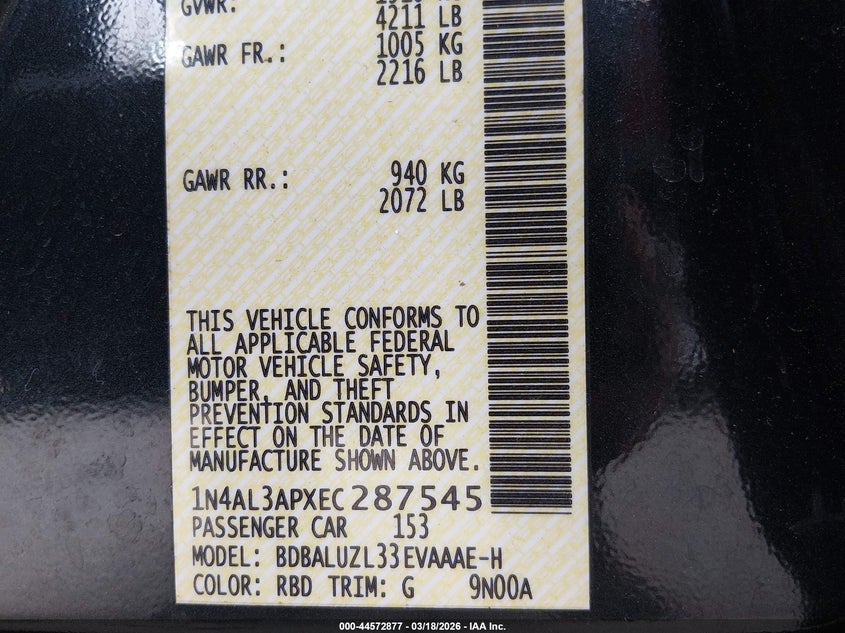 GVWR:
4211 LB
GAWR FR.: 1005 KG
2216 LB
GAWR RR.: 940 KG
2072 LB
THIS VEHICLE CONFORMS TO
ALL APPLICABLE FEDERAL
MOTOR VEHICLE SAFETY,
BUMPER, AND THEFT
PREVENTION STANDARDS IN
EFFECT ON THE DATE OF
MANUFACTURE SHOWN ABOVE.
1N4AL3APXEC287545
PASSENGER CAR 153
MODEL: BDBALUZL33EVAAAE-H
COLOR: RBD TRIM: G 9N00A
000-44572877 - 03/18/2026 - IAA Inc.